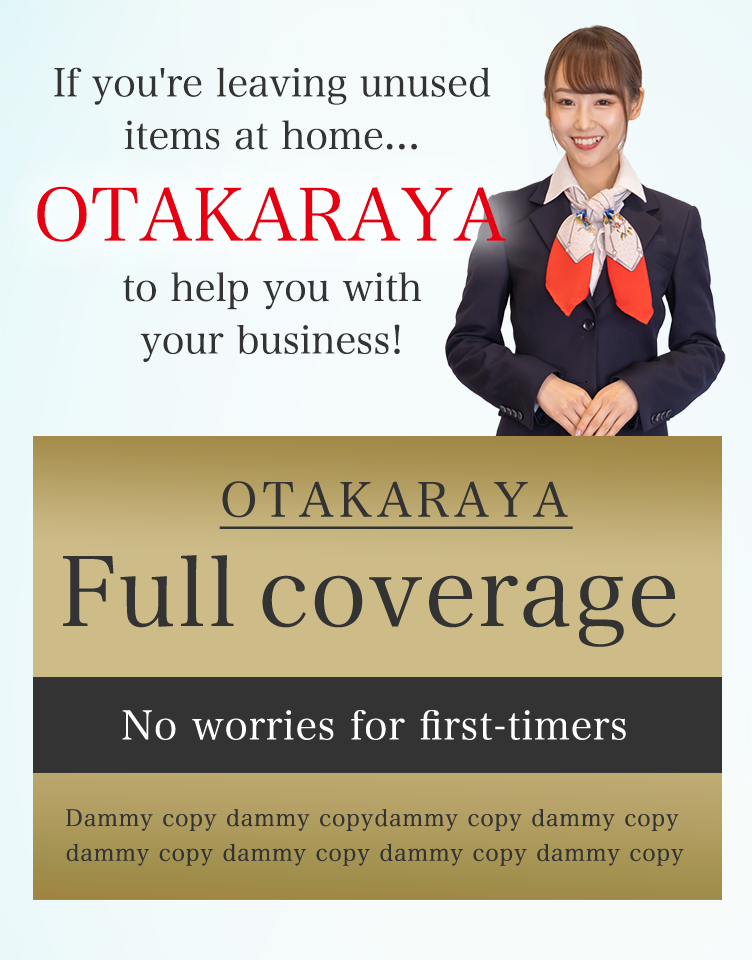 If you're leaving unused
items at home...
OTAKARAYA
to help you with
your business!
OTAKARAYA
Full coverage
No worries for first-timers
Dammy copy dammy copydammy copy dammy copy
dammy copy dammy copy dammy copy dammy copy